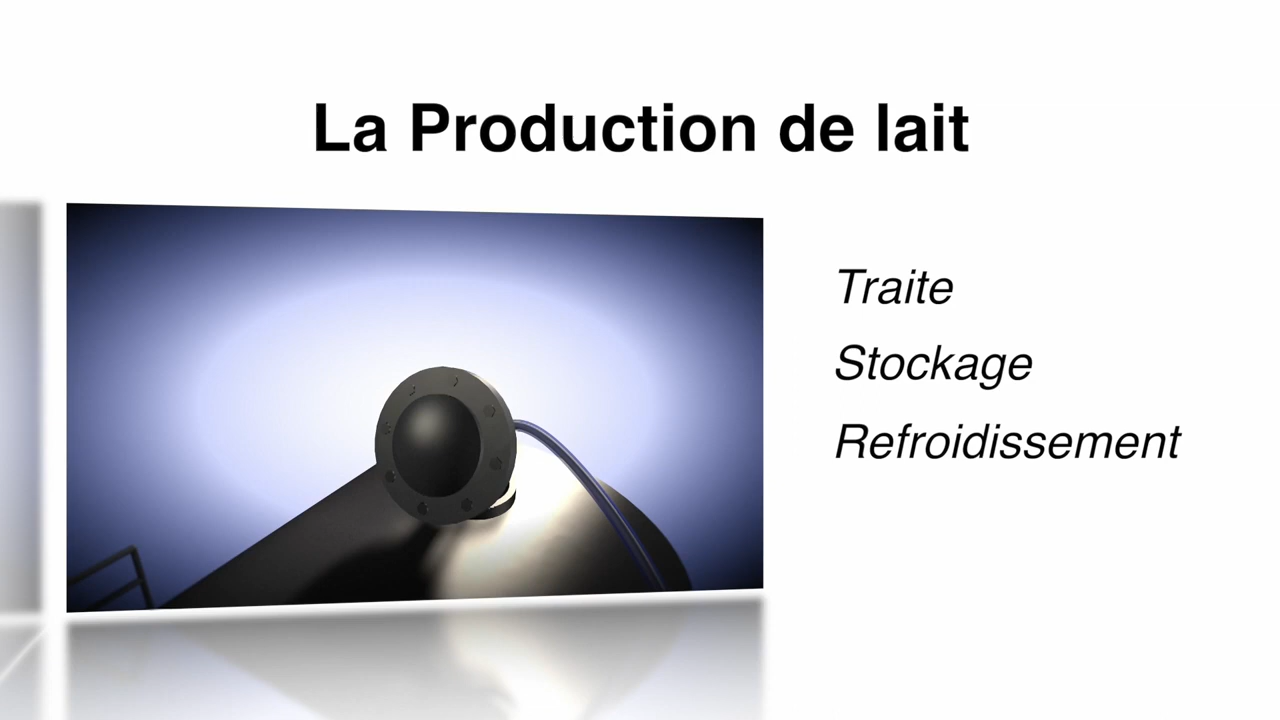 La Production de lait
Traite
Stockage
Refroidissement